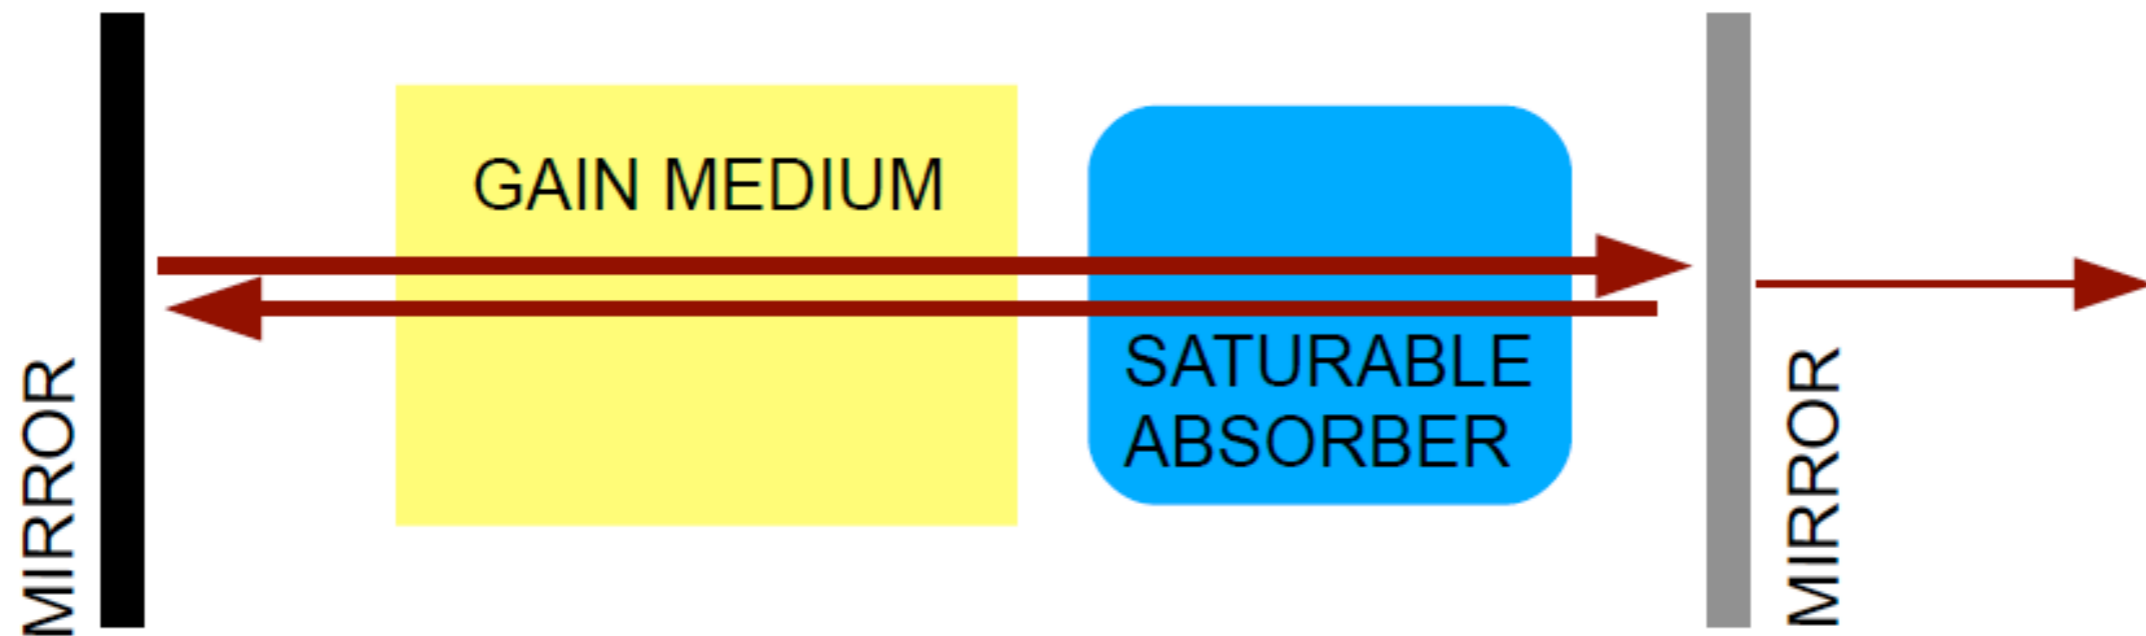 MIRROR
GAIN MEDIUM
SATURABLE
ABSORBER
MIRROR